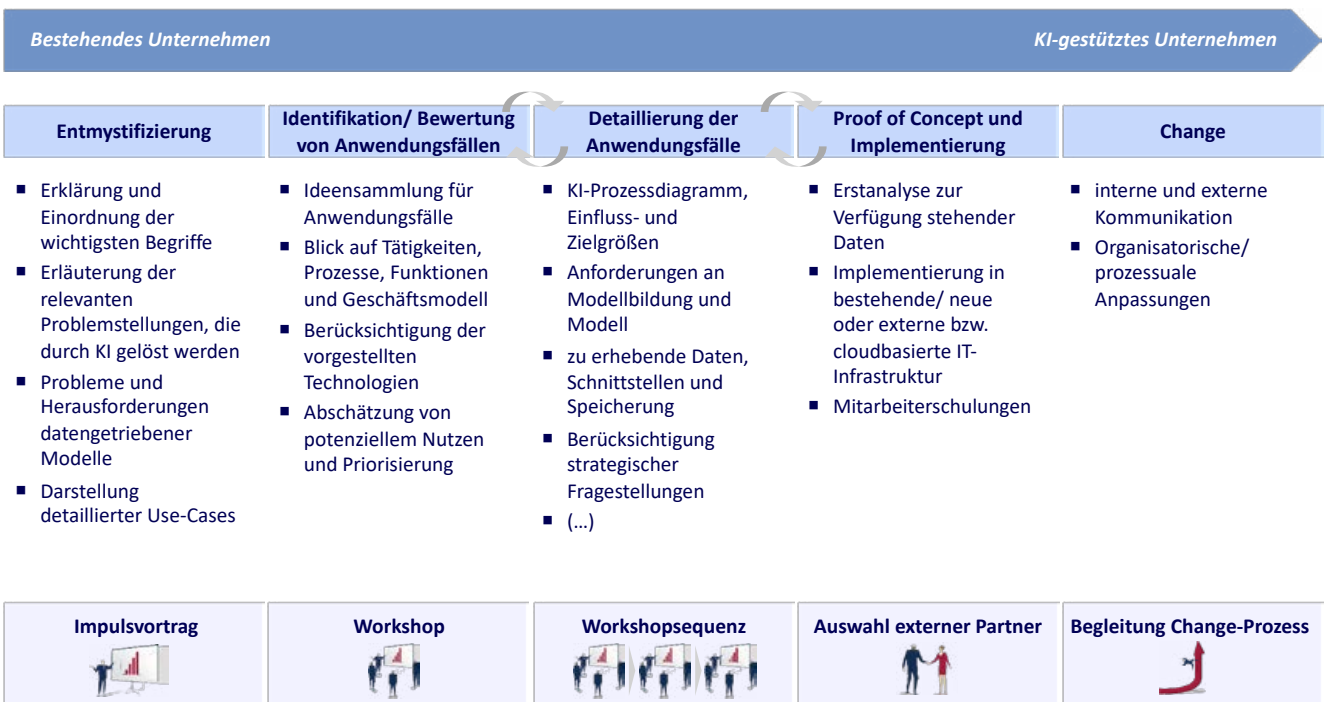 Bestehendes Unternehmen
KI-gestütztes Unternehmen
Entmystifizierung
Identifikation/ Bewertung
von Anwendungsfällen
Detaillierung der
Anwendungsfälle
Proof of Concept und
Implementierung
Change
■ Erklärung und
Einordnung der
wichtigsten Begriffe
■ Erläuterung der
relevanten
Problemstellungen, die
durch KI gelöst werden
■ Probleme und
Herausforderungen
datengetriebener
Modelle
■ Darstellung
detaillierter Use-Cases
■ Ideensammlung für
Anwendungsfälle
■ Blick auf Tätigkeiten,
Prozesse, Funktionen
und Geschäftsmodell
■ Berücksichtigung der
vorgestellten
Technologien
■ Abschätzung von
potenziellem Nutzen
und Priorisierung
■ KI-Prozessdiagramm,
Einfluss- und
Zielgrößen
■ Anforderungen an
Modellbildung und
Modell
■ zu erhebende Daten,
Schnittstellen und
Speicherung
■ Berücksichtigung
strategischer
Fragestellungen
■ (…)
■ Erstanalyse zur
Verfügung stehender
Daten
■ Implementierung in
bestehende/ neue
oder externe bzw.
cloudbasierte IT-
Infrastruktur
■ Mitarbeiterschulungen
■ interne und externe
Kommunikation
■ Organisatorische/
prozessuale
Anpassungen
Impulsvortrag
Workshop
Workshopsequenz
Auswahl externer Partner
Begleitung Change-Prozess